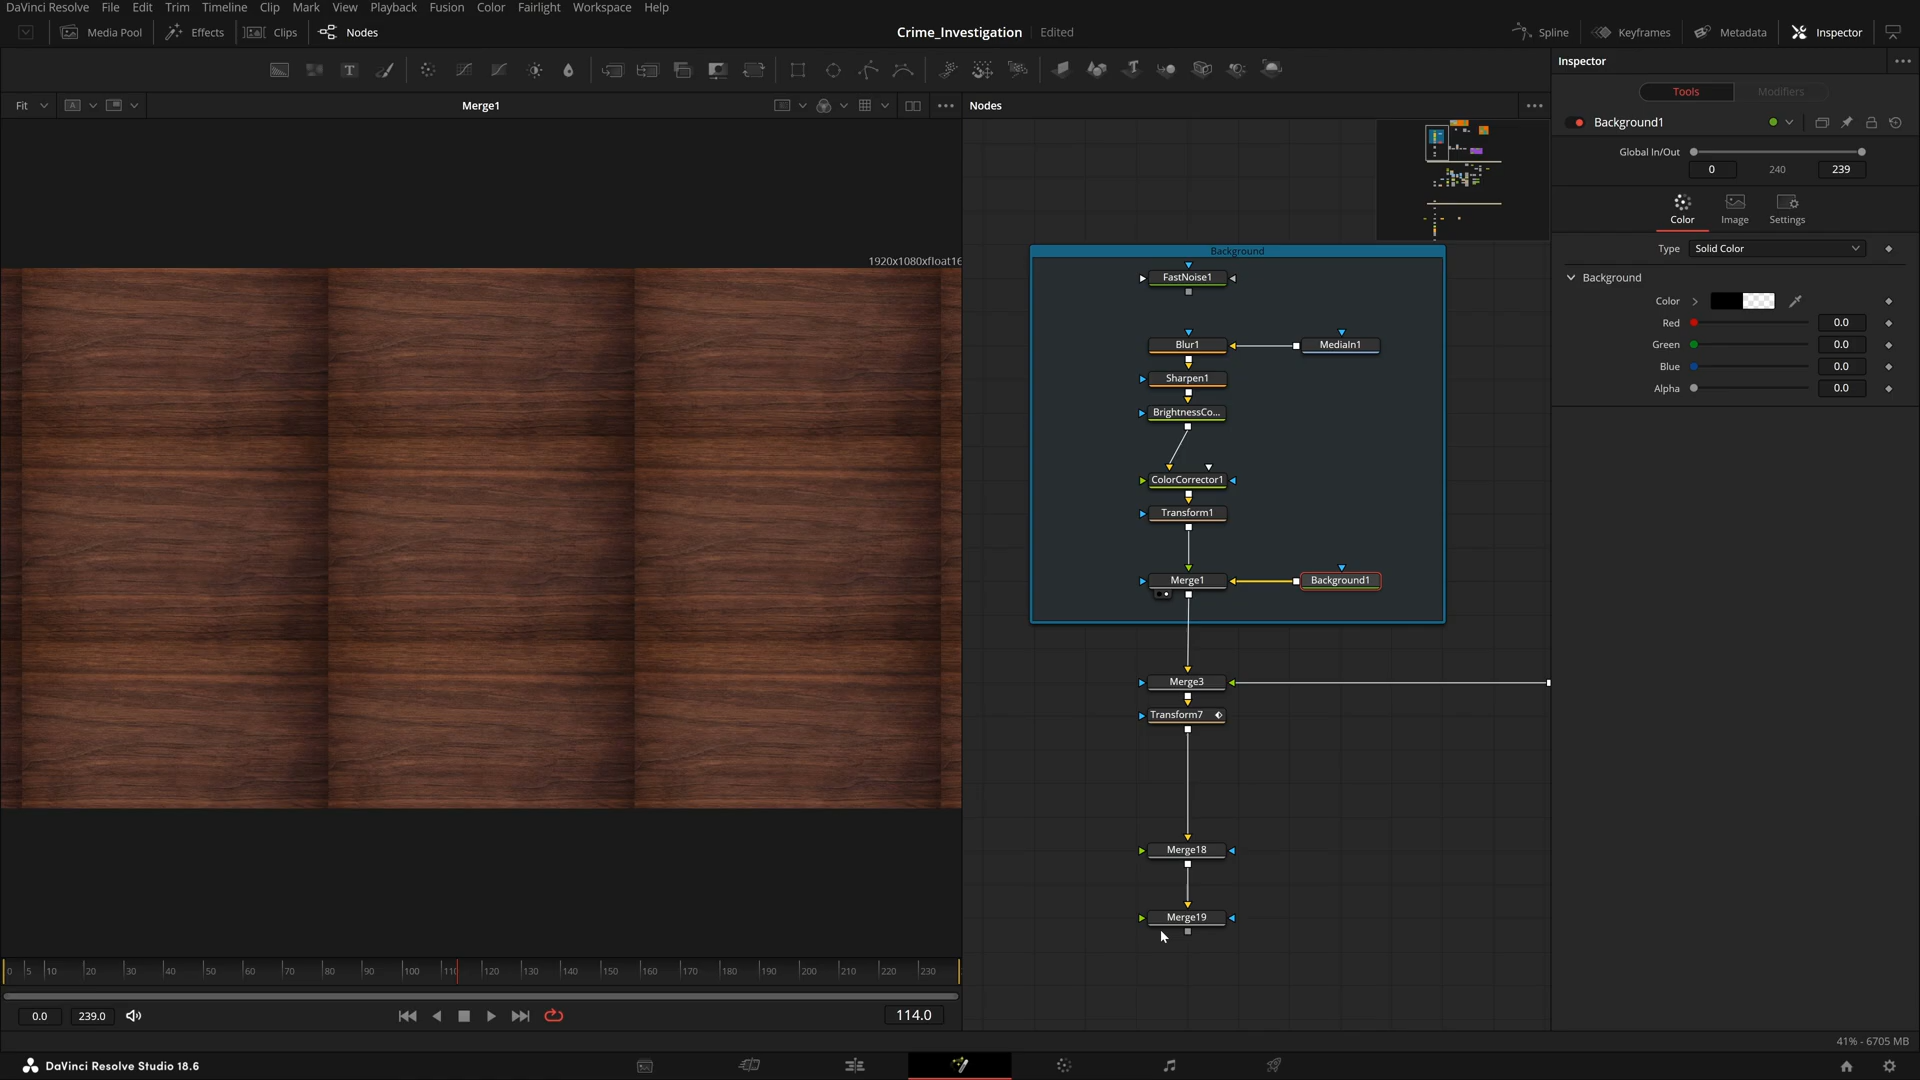 DaVinci Resolve File Edit Trim Timeline Clip Mark View Playback Fusion Color Fairlight Workspace Help
Media Pool Effects Clips Nodes Crime_Investigation Edited Spline Keyframes Metadata Inspector
Inspector
Fit A Merge1 Nodes
Tools Modifiers
Background1
Global In/Out
0 240 239
Color Image Settings
Type Solid Color
Background
Color
Red 0.0
Green 0.0
Blue 0.0
Alpha 0.0
1920x1080xfloat16
Background
FastNoise1
Blur1 MediaIn1
Sharpen1
BrightnessCo...
ColorCorrector1
Transform1
Merge1 Background1
Merge3
Transform7
Merge18
Merge19
0 5 10 20 30 40 50 60 70 80 90 100 110 120 130 140 150 160 170 180 190 200 210 220 230
0.0 239.0 114.0
41% - 6705 MB
DaVinci Resolve Studio 18.6